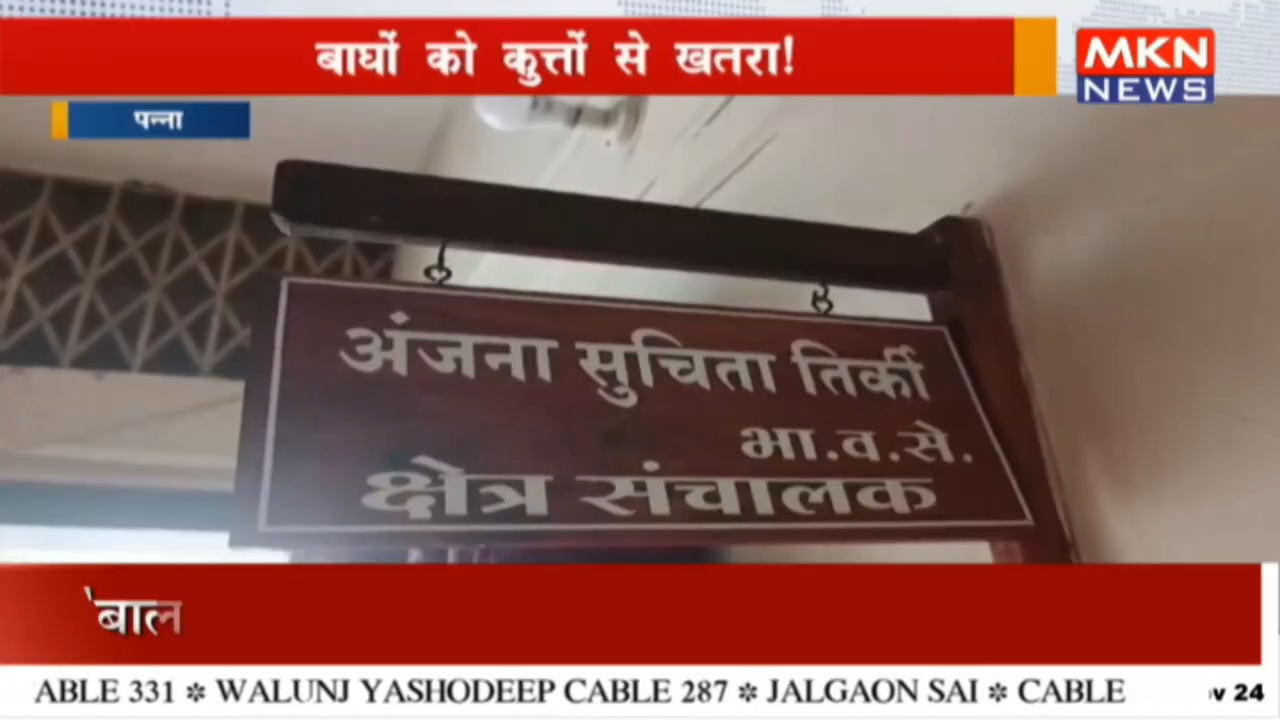 बाघों को कुत्तों से खतरा!
MKN
NEWS
पन्ना
अंजना सुचिता तिर्की
भा.व.से.
क्षेत्र संचालक
'बाल
ABLE 331 ❊ WALUNJ YASHODEEP CABLE 287 ❊ JALGAON SAI ❊ CABLE
v 24